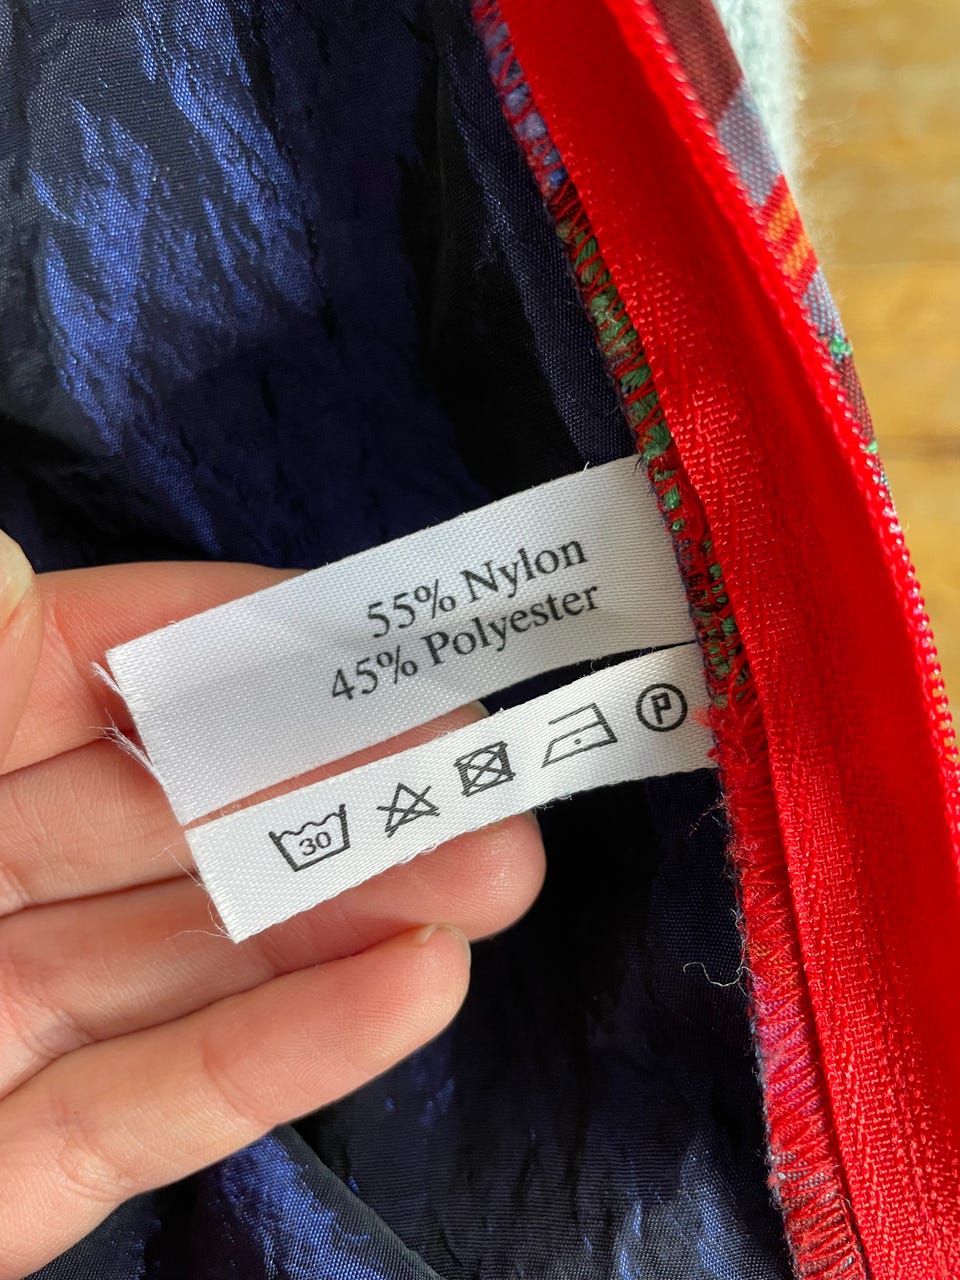 55% Nylon
45% Polyester
30 P